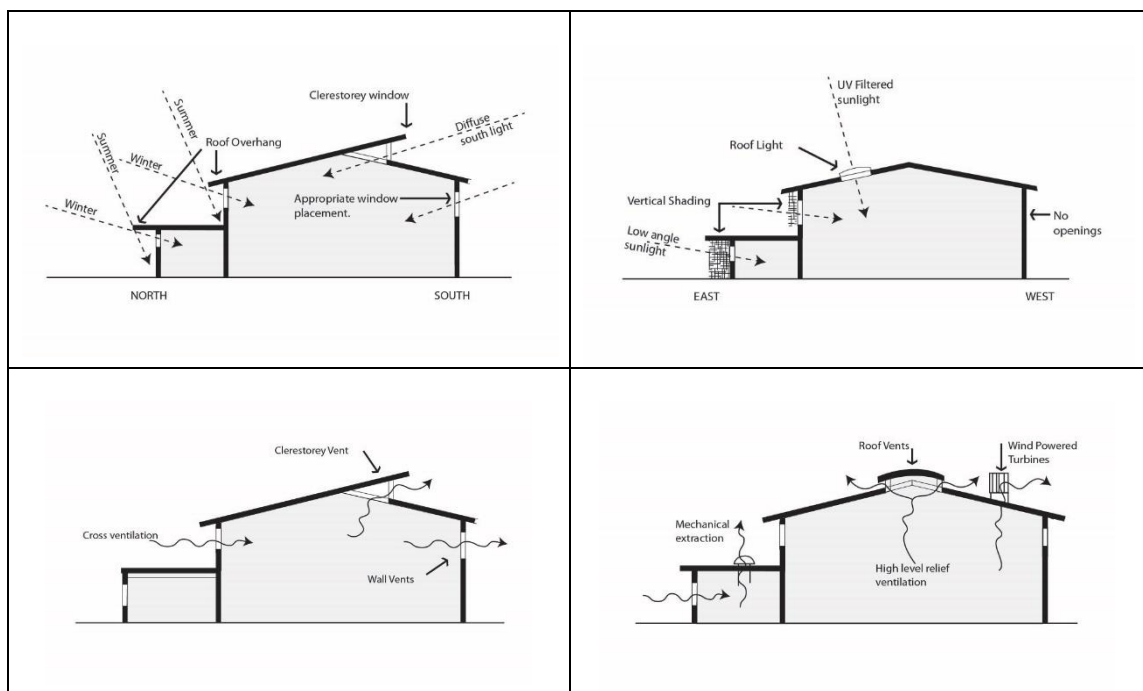 Clerestorey window
Summer
Summer
Roof Overhang
Diffuse
south light
Winter
Winter
Appropriate window
placement.
NORTH
SOUTH
UV Filtered
sunlight
Roof Light
Vertical Shading
No
openings
Low angle
sunlight
EAST
WEST
Clerestorey Vent
Cross ventilation
Wall Vents
Roof Vents
Wind Powered
Turbines
Mechanical
extraction
High level relief
ventilation